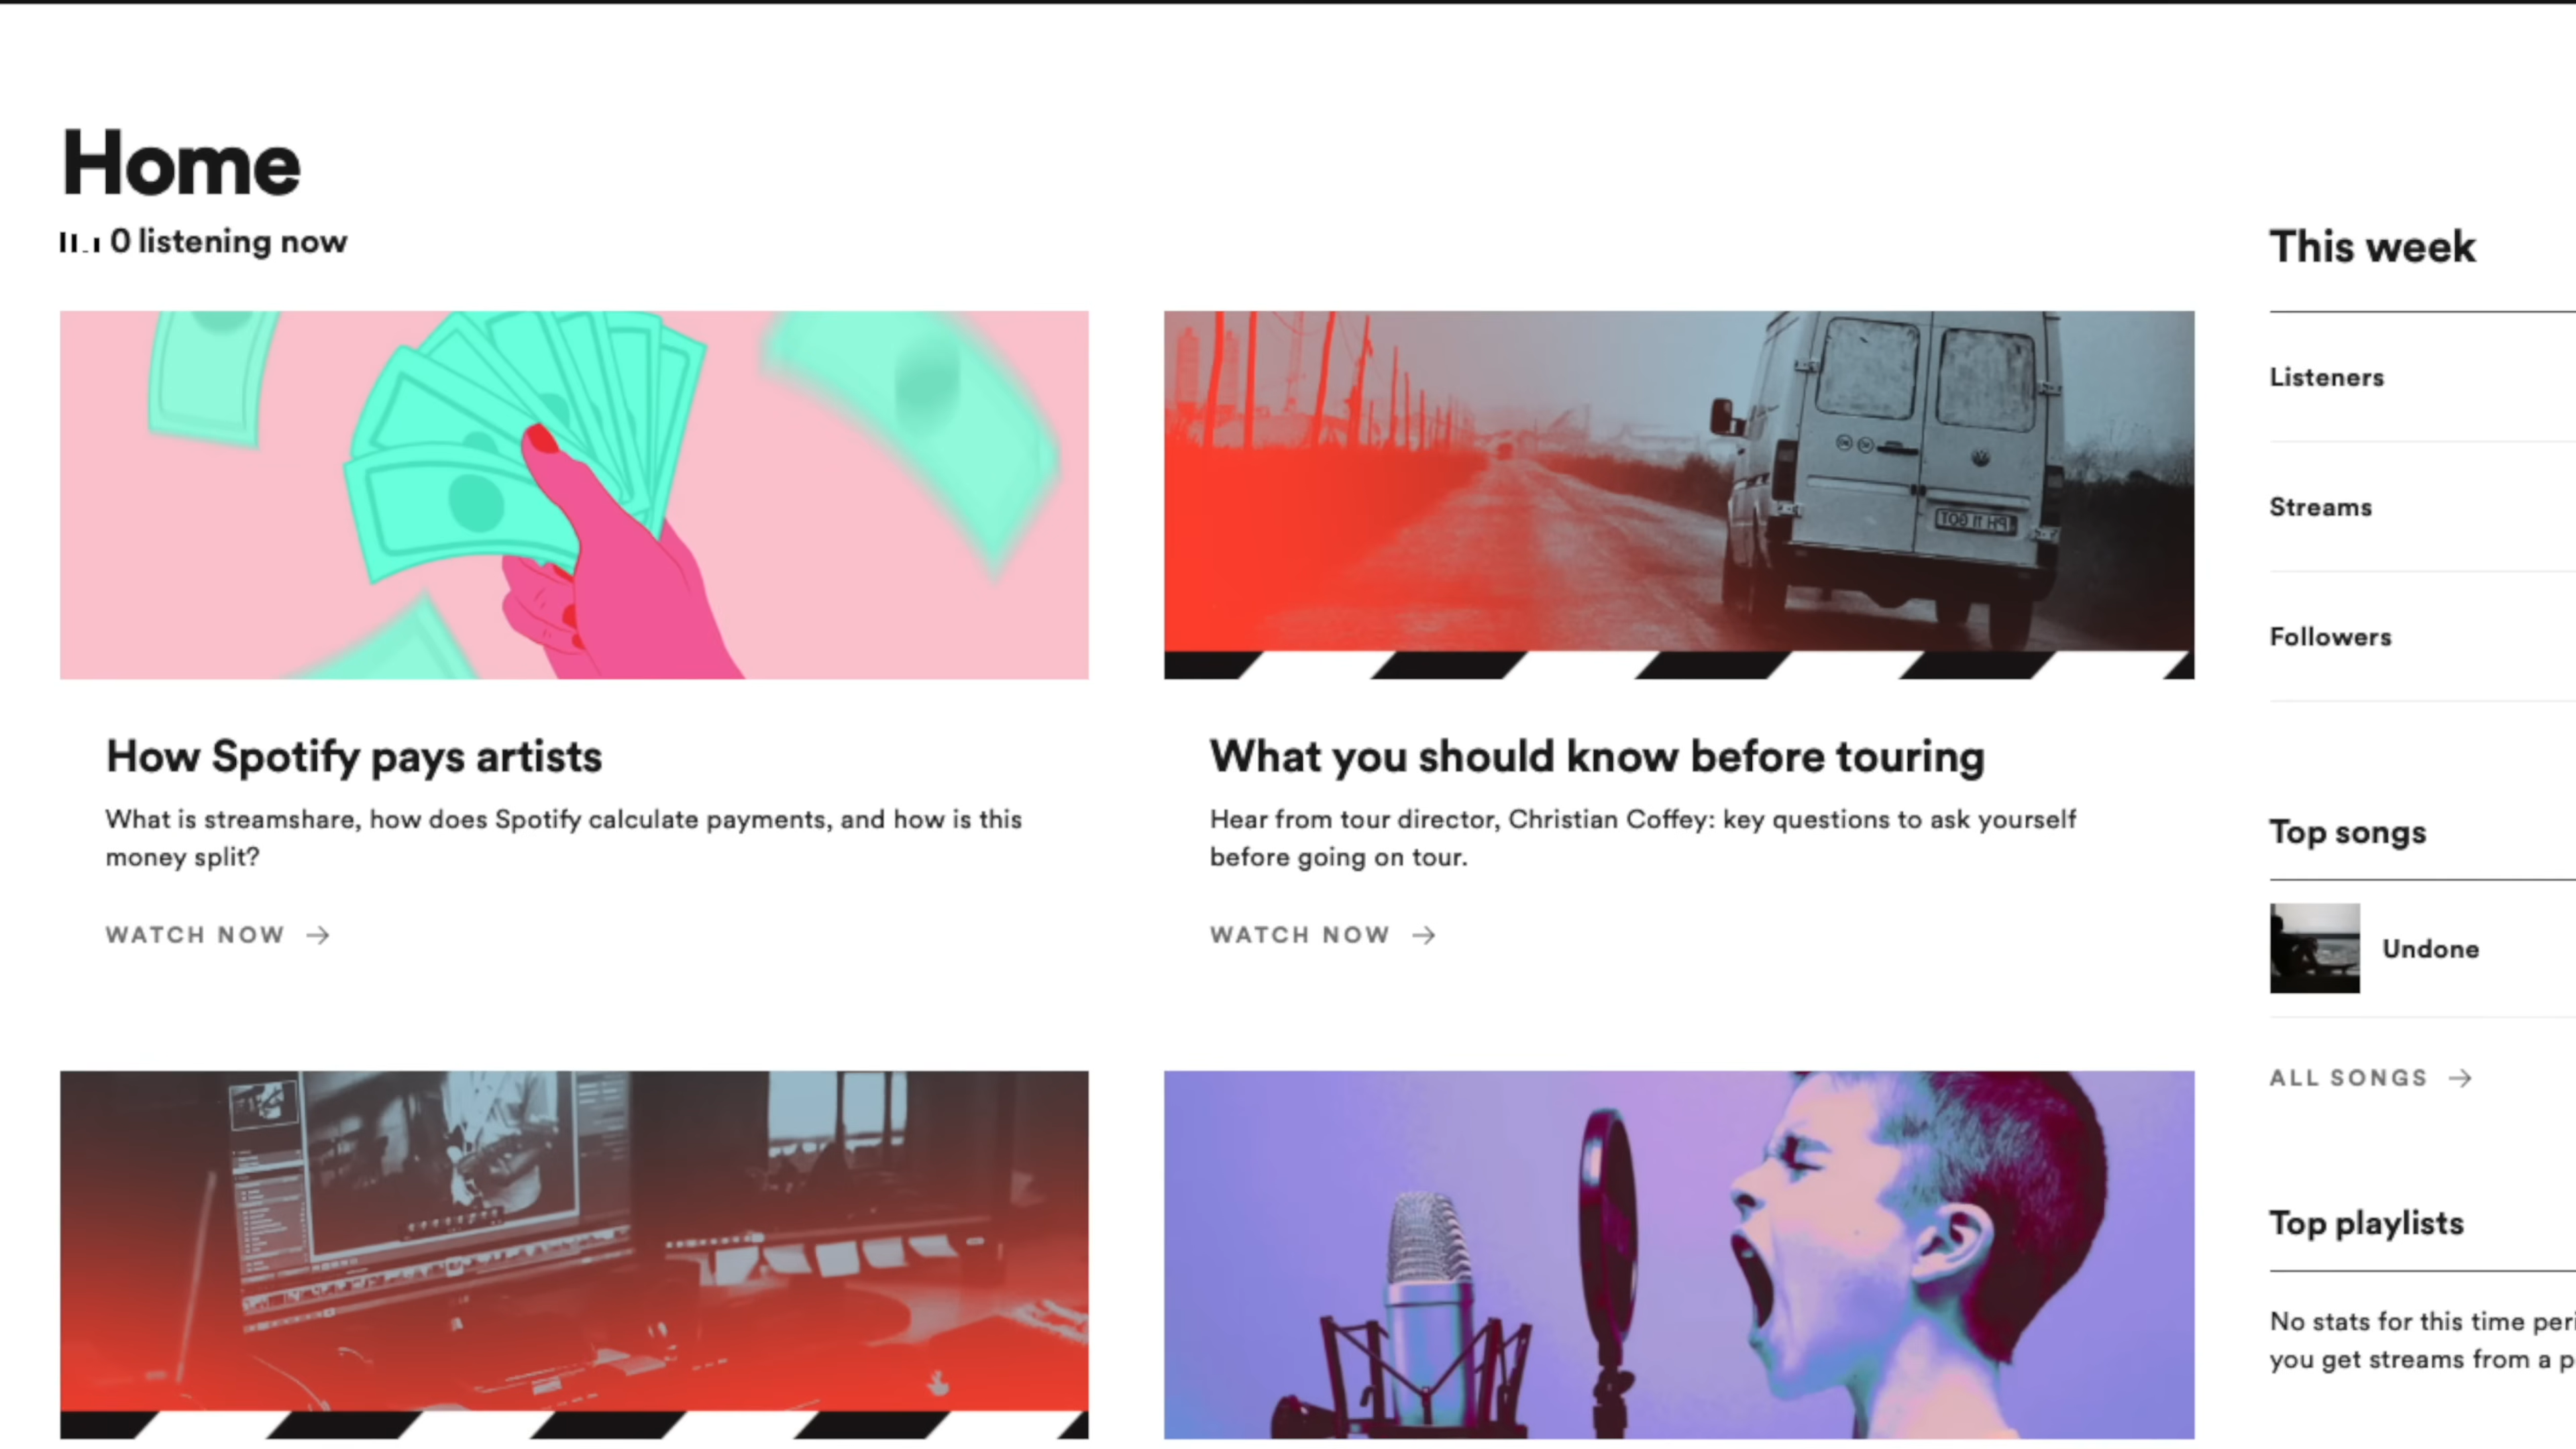 Home
0 listening now
How Spotify pays artists
What is streamshare, how does Spotify calculate payments, and how is this
money split?
WATCH NOW →
What you should know before touring
Hear from tour director, Christian Coffey: key questions to ask yourself
before going on tour.
WATCH NOW →
This week
Listeners
Streams
Followers
Top songs
Undone
ALL SONGS →
Top playlists
No stats for this time peri
you get streams from a p